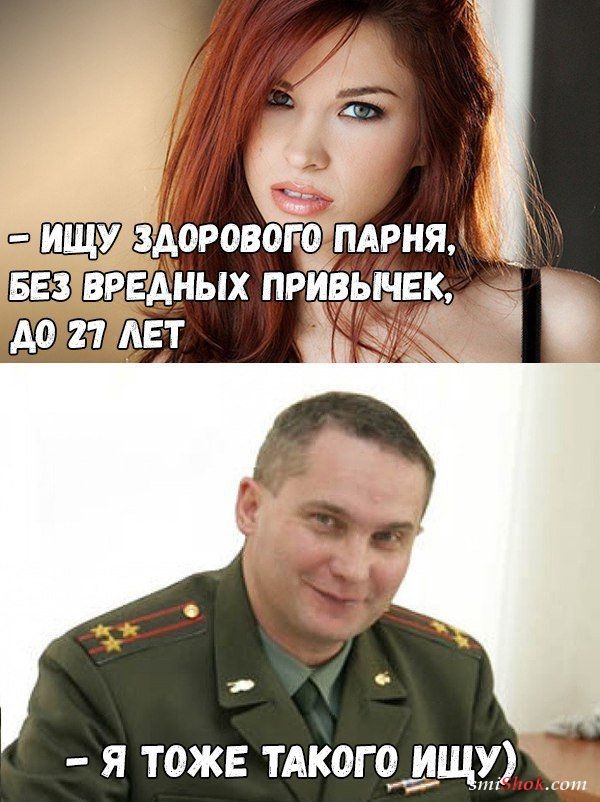 - ИЩУ ЗДОРОВОГО ПАРНЯ,
БЕЗ ВРЕДНЫХ ПРИВЫЧЕК,
ДО 27 ЛЕТ
- Я ТОЖЕ ТАКОГО ИЩУ)
smiShok.com